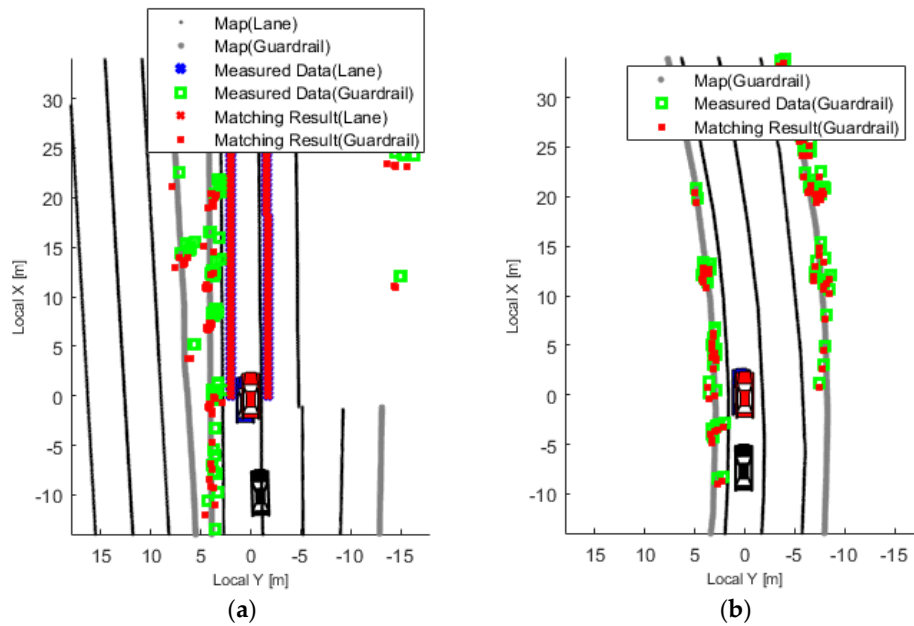 Map(Lane)
Map(Guardrail)
Measured Data(Lane)
Measured Data(Guardrail)
Matching Result(Lane)
Matching Result(Guardrail)
30
25
20
15
10
5
0
-5
-10
Local X [m]
15 10 5 0 -5 -10 -15
Local Y [m]
(a)
Map(Guardrail)
Measured Data(Guardrail)
Matching Result(Guardrail)
30
25
20
15
10
5
0
-5
-10
Local X [m]
15 10 5 0 -5 -10 -15
Local Y [m]
(b)